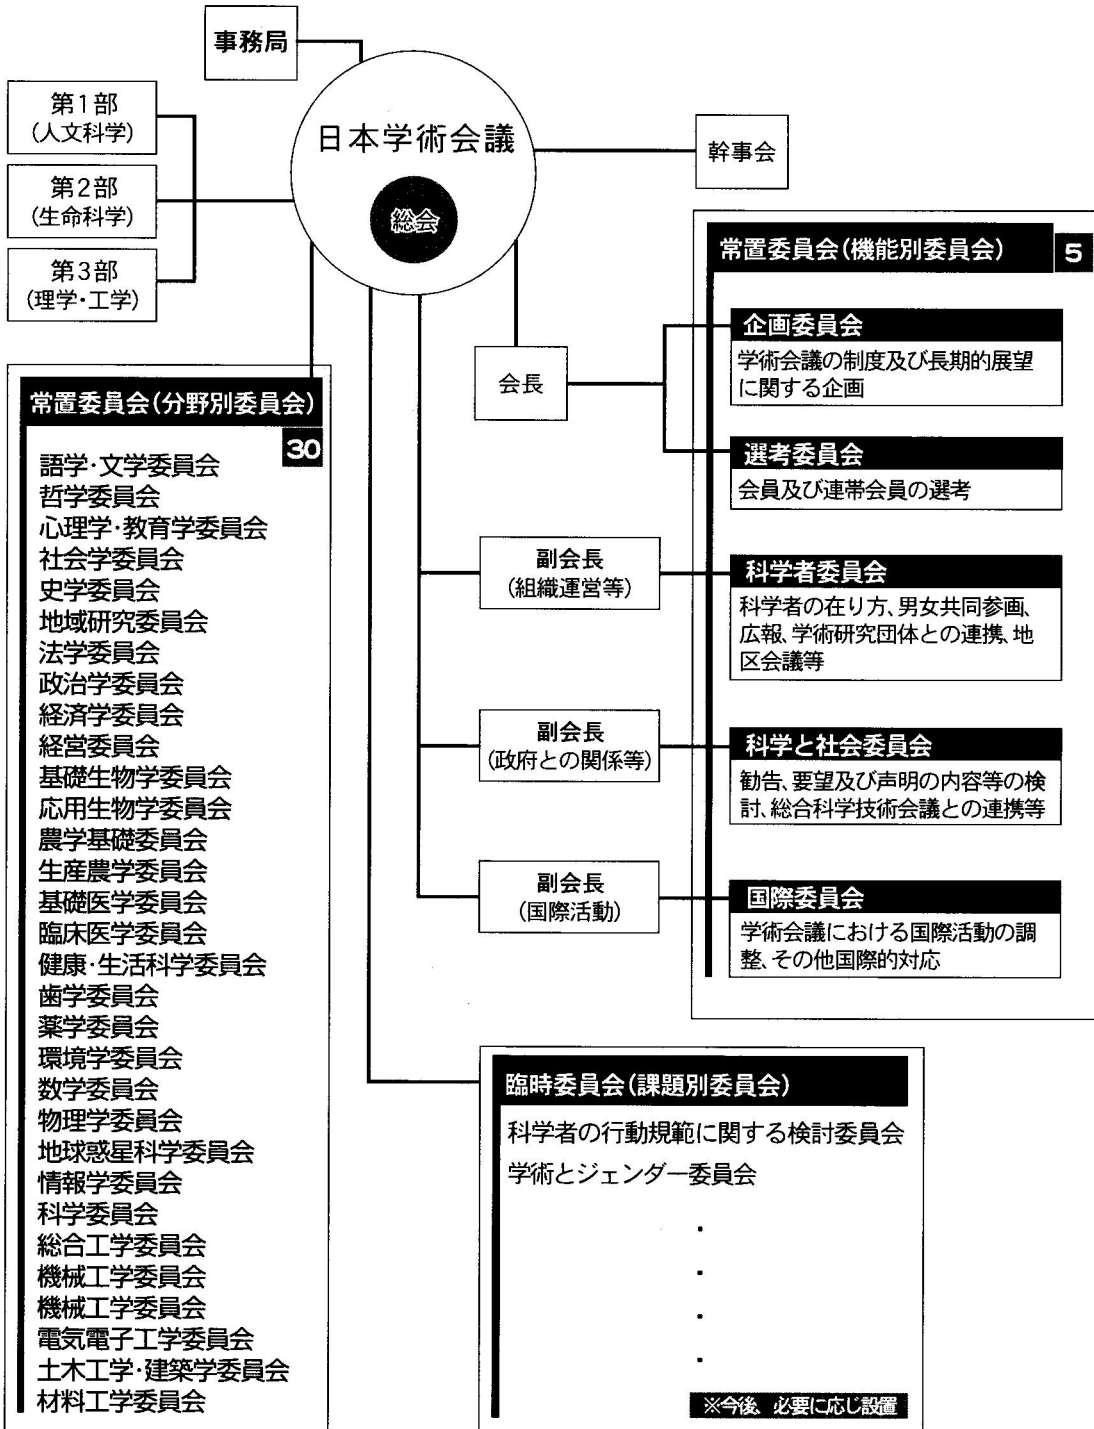 事務局
第1部
(人文科学)
第2部
(生命科学)
第3部
(理学・工学)
日本学術会議
総会
幹事会
会長
常置委員会(機能別委員会) 5
企画委員会
学術会議の制度及び長期的展望
に関する企画
選考委員会
会員及び連帯会員の選考
副会長
(組織運営等)
科学者委員会
科学者の在り方、男女共同参画、
広報、学術研究団体との連携、地
区会議等
副会長
(政府との関係等)
科学と社会委員会
勧告、要望及び声明の内容等の検
討、総合科学技術会議との連携等
副会長
(国際活動)
国際委員会
学術会議における国際活動の調
整、その他国際的対応
常置委員会(分野別委員会)
30
語学・文学委員会
哲学委員会
心理学・教育学委員会
社会学委員会
史学委員会
地域研究委員会
法学委員会
政治学委員会
経済学委員会
経営委員会
基礎生物学委員会
応用生物学委員会
農学基礎委員会
生産農学委員会
基礎医学委員会
臨床医学委員会
健康・生活科学委員会
歯学委員会
薬学委員会
環境学委員会
数学委員会
物理学委員会
地球惑星科学委員会
情報学委員会
科学委員会
総合工学委員会
機械工学委員会
機械工学委員会
電気電子工学委員会
土木工学・建築学委員会
材料工学委員会
臨時委員会(課題別委員会)
科学者の行動規範に関する検討委員会
学術とジェンダー委員会
・
・
・
・
※今後、必要に応じ設置